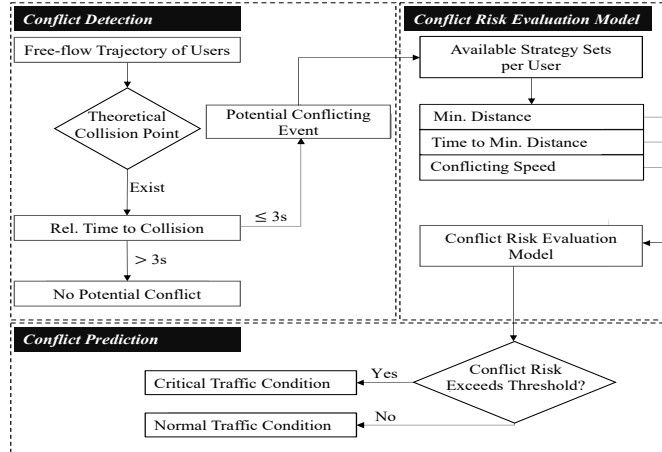 Conflict Detection
Free-flow Trajectory of Users
Theoretical
Collision Point
Exist
Rel. Time to Collision
> 3s
No Potential Conflict
≤ 3s
Potential Conflicting
Event
Conflict Risk Evaluation Model
Available Strategy Sets
per User
Min. Distance
Time to Min. Distance
Conflicting Speed
Conflict Risk Evaluation
Model
Conflict Prediction
Conflict Risk
Exceeds Threshold?
Yes
Critical Traffic Condition
No
Normal Traffic Condition